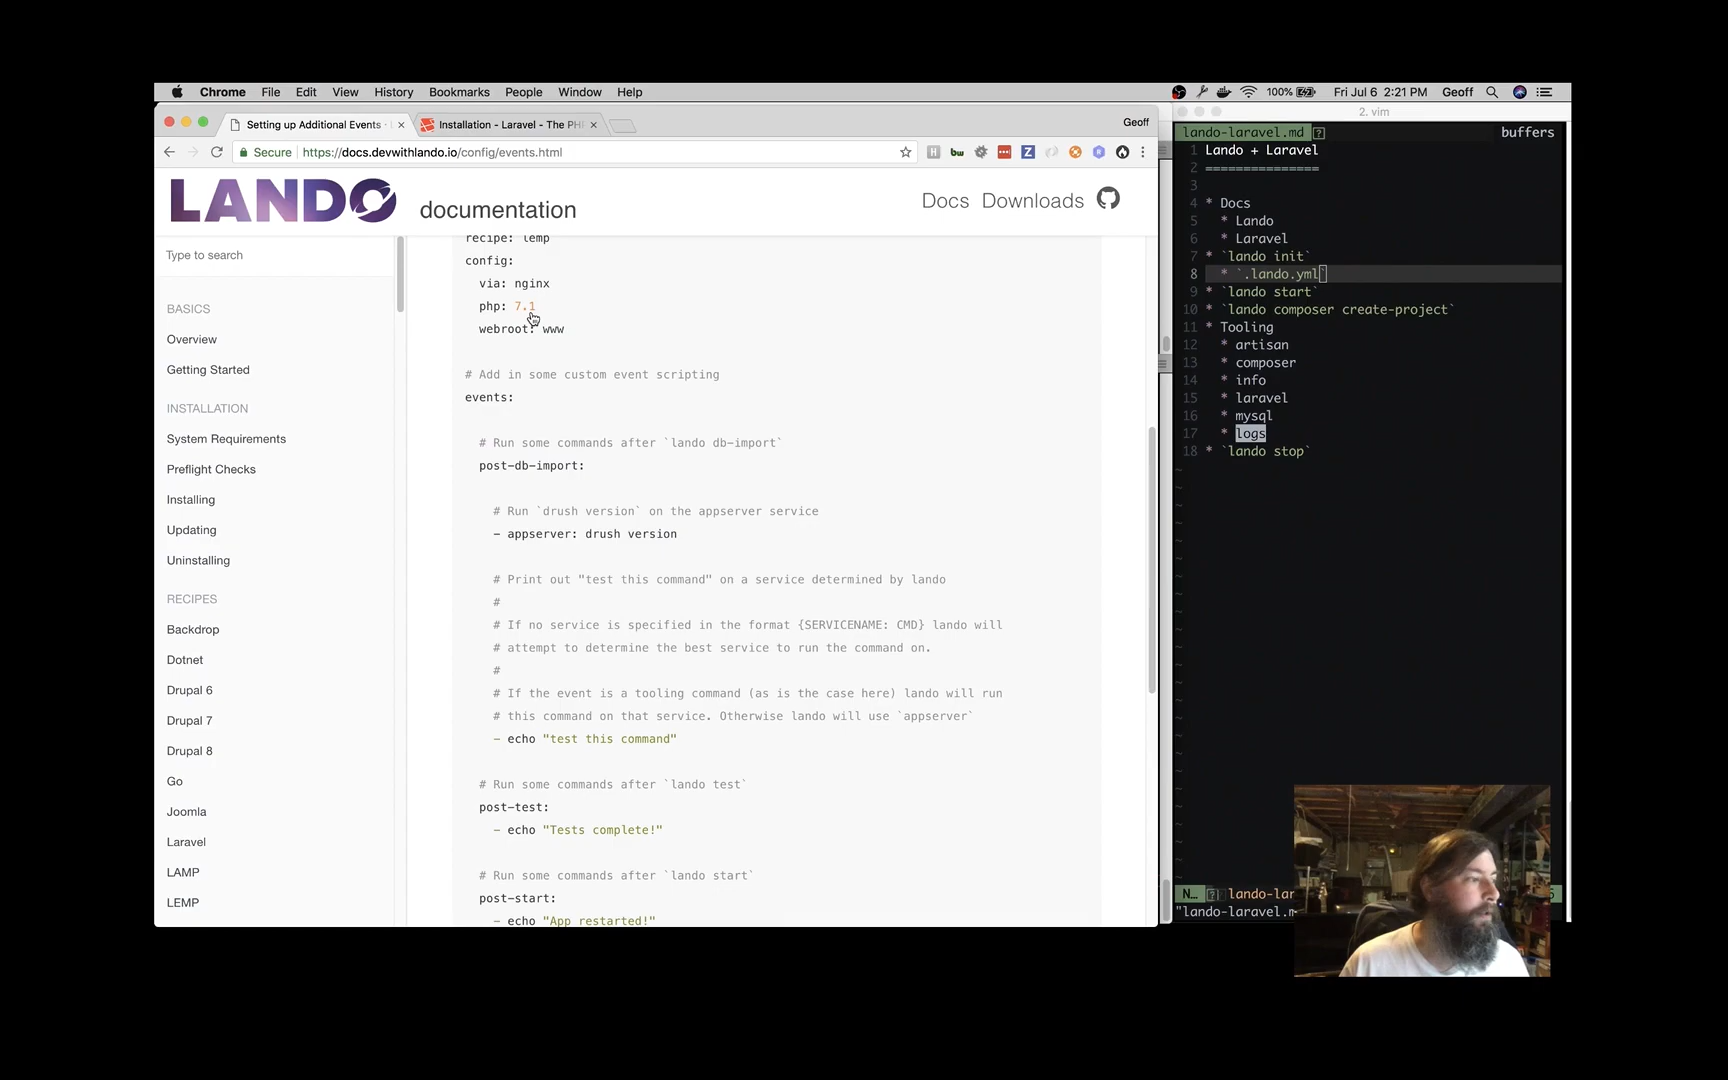 Chrome File Edit View History Bookmarks People Window Help
100% Fri Jul 6 2:21 PM Geoff
Setting up Additional Events ·
Installation - Laravel - The PH
Geoff
Secure https://docs.devwithlando.io/config/events.html
LANDO documentation
Docs Downloads
Type to search
BASICS
Overview
Getting Started
INSTALLATION
System Requirements
Preflight Checks
Installing
Updating
Uninstalling
RECIPES
Backdrop
Dotnet
Drupal 6
Drupal 7
Drupal 8
Go
Joomla
Laravel
LAMP
LEMP
recipe: lemp
config:
via: nginx
php: 7.1
webroot: www
# Add in some custom event scripting
events:
# Run some commands after `lando db-import`
post-db-import:
# Run `drush version` on the appserver service
- appserver: drush version
# Print out "test this command" on a service determined by lando
#
# If no service is specified in the format {SERVICENAME: CMD} lando will
# attempt to determine the best service to run the command on.
#
# If the event is a tooling command (as is the case here) lando will run
# this command on that service. Otherwise lando will use `appserver`
- echo "test this command"
# Run some commands after `lando test`
post-test:
- echo "Tests complete!"
# Run some commands after `lando start`
post-start:
- echo "App restarted!"
2. vim
lando-laravel.md buffers
1 Lando + Laravel
2 ===============
3
4 * Docs
5 * Lando
6 * Laravel
7 * `lando init`
8 * `.lando.yml`
9 * `lando start`
10 * `lando composer create-project`
11 * Tooling
12 * artisan
13 * composer
14 * info
15 * laravel
16 * mysql
17 * logs
18 * `lando stop`
N… lando-lar
"lando-laravel.m